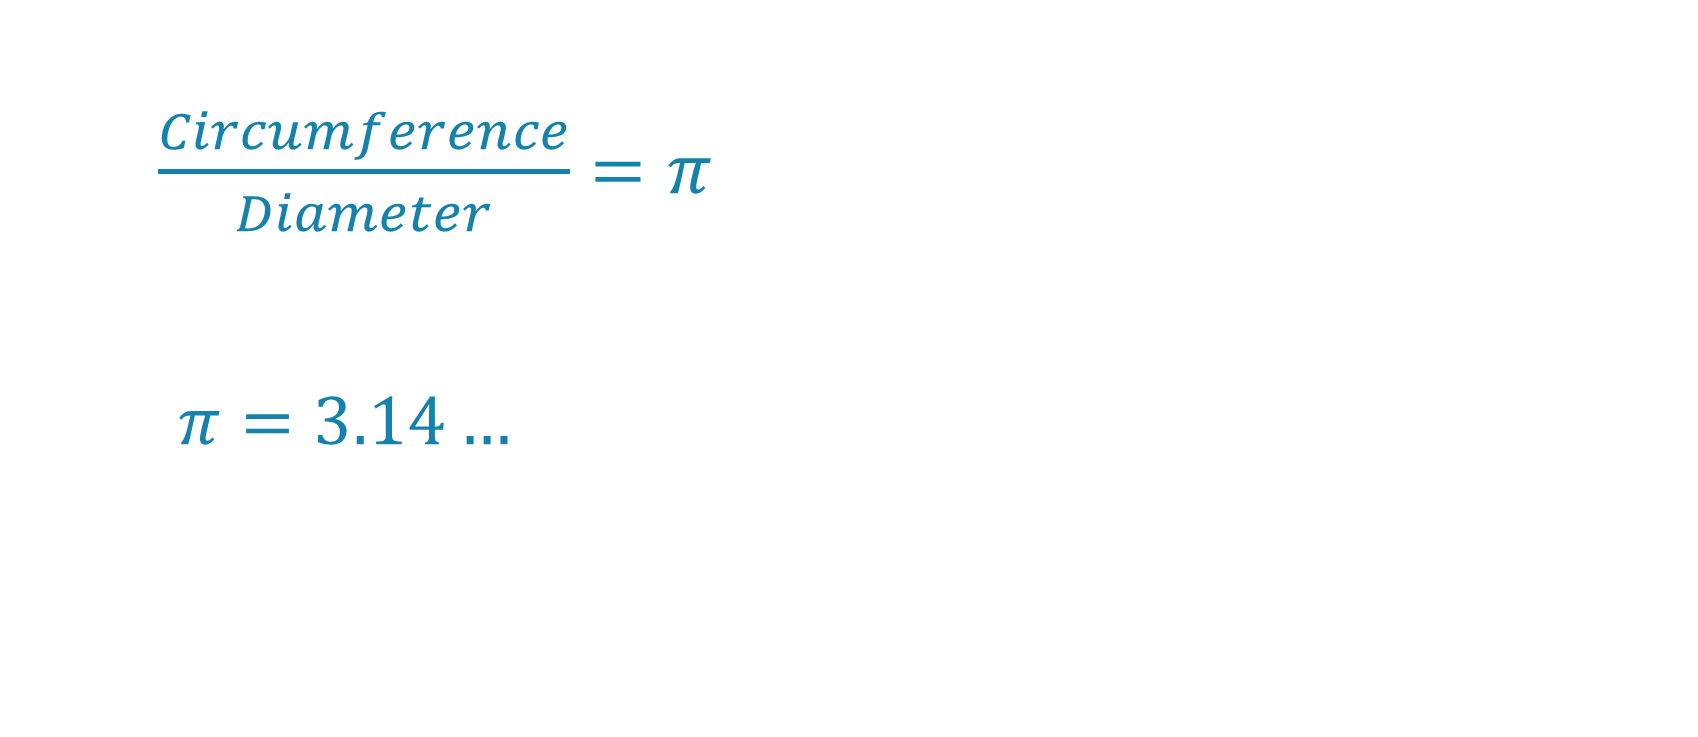 Circumference
Diameter
= π
π = 3.14 ...